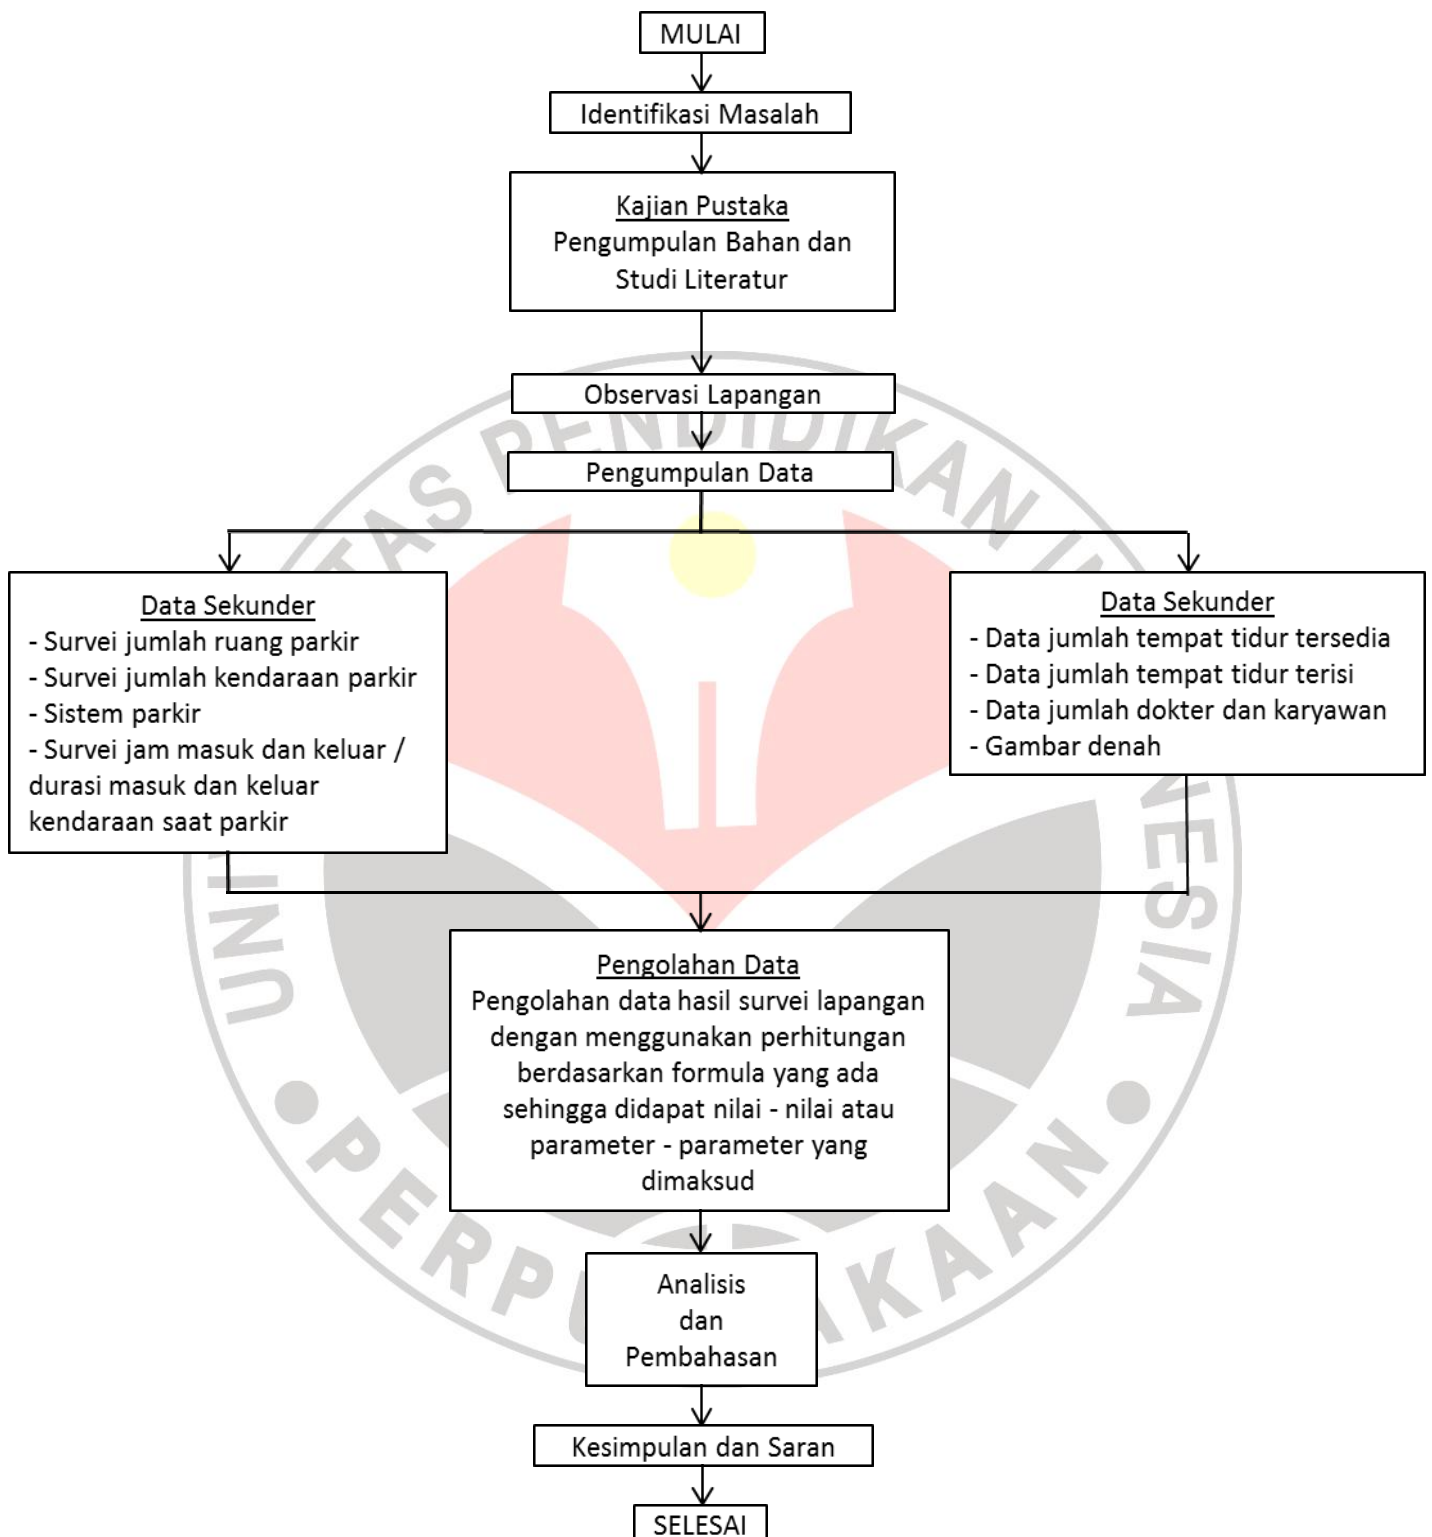 MULAI
Identifikasi Masalah
Kajian Pustaka
Pengumpulan Bahan dan
Studi Literatur
Observasi Lapangan
Pengumpulan Data
Data Sekunder
- Survei jumlah ruang parkir
- Survei jumlah kendaraan parkir
- Sistem parkir
- Survei jam masuk dan keluar /
durasi masuk dan keluar
kendaraan saat parkir
Data Sekunder
- Data jumlah tempat tidur tersedia
- Data jumlah tempat tidur terisi
- Data jumlah dokter dan karyawan
- Gambar denah
Pengolahan Data
Pengolahan data hasil survei lapangan
dengan menggunakan perhitungan
berdasarkan formula yang ada
sehingga didapat nilai - nilai atau
parameter - parameter yang
dimaksud
Analisis
dan
Pembahasan
Kesimpulan dan Saran
SELESAI